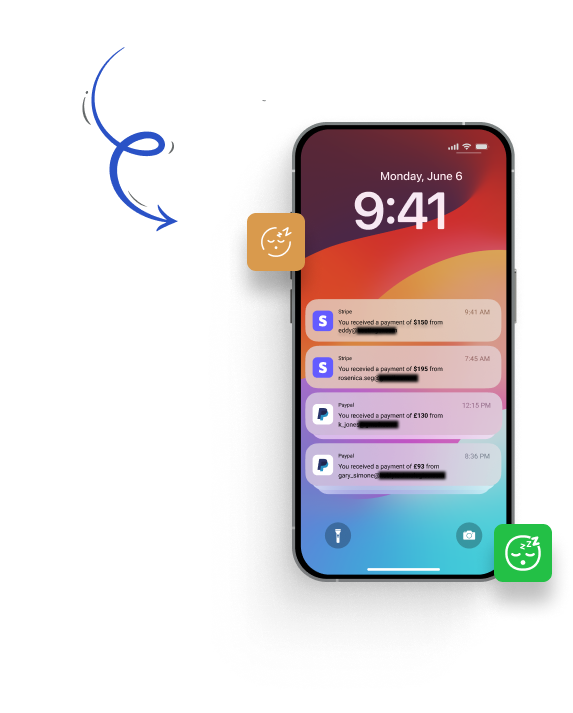 Monday, June 6
9:41
Stripe
9:41 AM
You received a payment of $150 from
eddy@
Stripe
7:45 AM
You recevied a payment of $195 from
rosenica.seg@
Paypal
12:15 PM
You received a payment of £130 from
k_jones
Paypal
8:36 PM
You received a payment of £93 from
gary_simone@